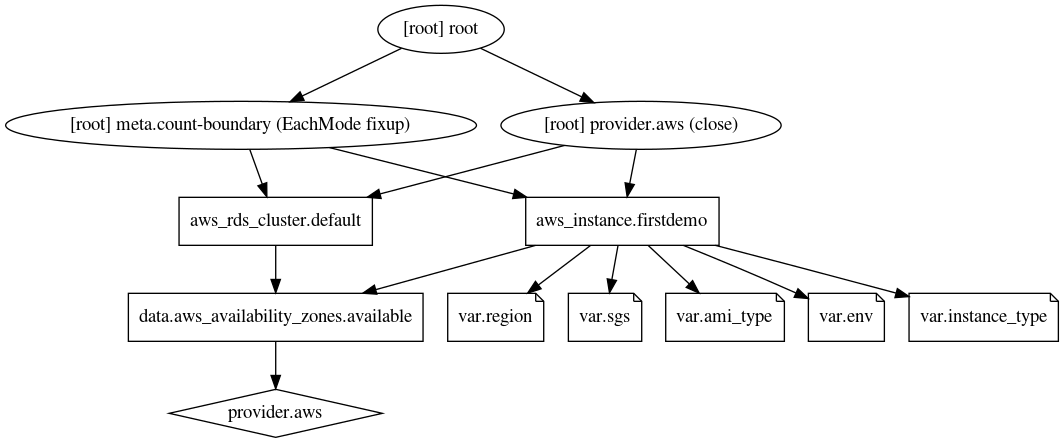 [root] root
[root] meta.count-boundary (EachMode fixup)
[root] provider.aws (close)
aws_rds_cluster.default
aws_instance.firstdemo
data.aws_availability_zones.available
var.region
var.sgs
var.ami_type
var.env
var.instance_type
provider.aws